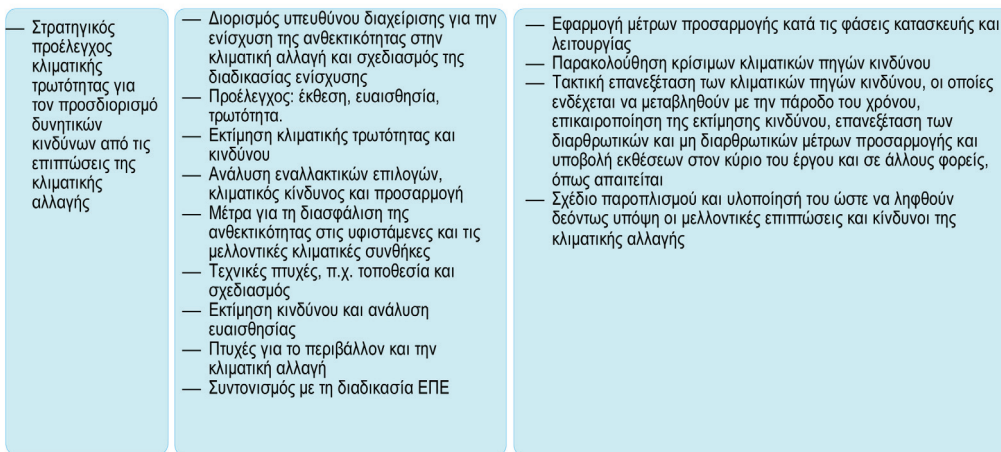 — Στρατηγικός
προέλεγχος
κλιματικής
τρωτότητας για
τον προσδιορισμό
δυνητικών
κινδύνων από τις
επιπτώσεις της
κλιματικής
αλλαγής
— Διορισμός υπευθύνου διαχείρισης για την
ενίσχυση της ανθεκτικότητας στην
κλιματική αλλαγή και σχεδιασμός της
διαδικασίας ενίσχυσης
— Προέλεγχος: έκθεση, ευαισθησία,
τρωτότητα.
— Εκτίμηση κλιματικής τρωτότητας και
κινδύνου
— Ανάλυση εναλλακτικών επιλογών,
κλιματικός κίνδυνος και προσαρμογή
— Μέτρα για τη διασφάλιση της
ανθεκτικότητας στις υφιστάμενες και τις
μελλοντικές κλιματικές συνθήκες
— Τεχνικές πτυχές, π.χ. τοποθεσία και
σχεδιασμός
— Εκτίμηση κινδύνου και ανάλυση
ευαισθησίας
— Πτυχές για το περιβάλλον και την
κλιματική αλλαγή
— Συντονισμός με τη διαδικασία ΕΠΕ
— Εφαρμογή μέτρων προσαρμογής κατά τις φάσεις κατασκευής και
λειτουργίας
— Παρακολούθηση κρίσιμων κλιματικών πηγών κινδύνου
— Τακτική επανεξέταση των κλιματικών πηγών κινδύνου, οι οποίες
ενδέχεται να μεταβληθούν με την πάροδο του χρόνου,
επικαιροποίηση της εκτίμησης κινδύνου, επανεξέταση των
διαρθρωτικών και μη διαρθρωτικών μέτρων προσαρμογής και
υποβολή εκθέσεων στον κύριο του έργου και σε άλλους φορείς,
όπως απαιτείται
— Σχέδιο παροπλισμού και υλοποίησή του ώστε να ληφθούν
δεόντως υπόψη οι μελλοντικές επιπτώσεις και κίνδυνοι της
κλιματικής αλλαγής